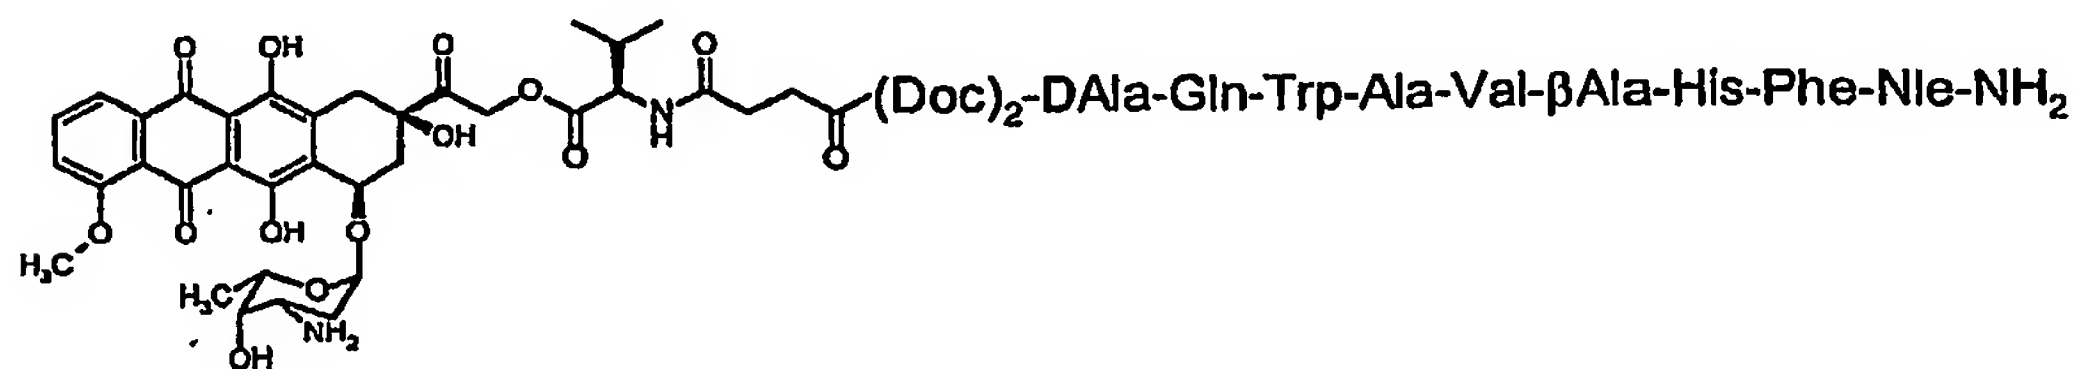 O OH O O
O (Doc)₂-DAla-Gln-Trp-Ala-Val-βAla-His-Phe-Nle-NH₂
OH O N H O
O O OH O
H₃C
H₃C O
NH₂
OH